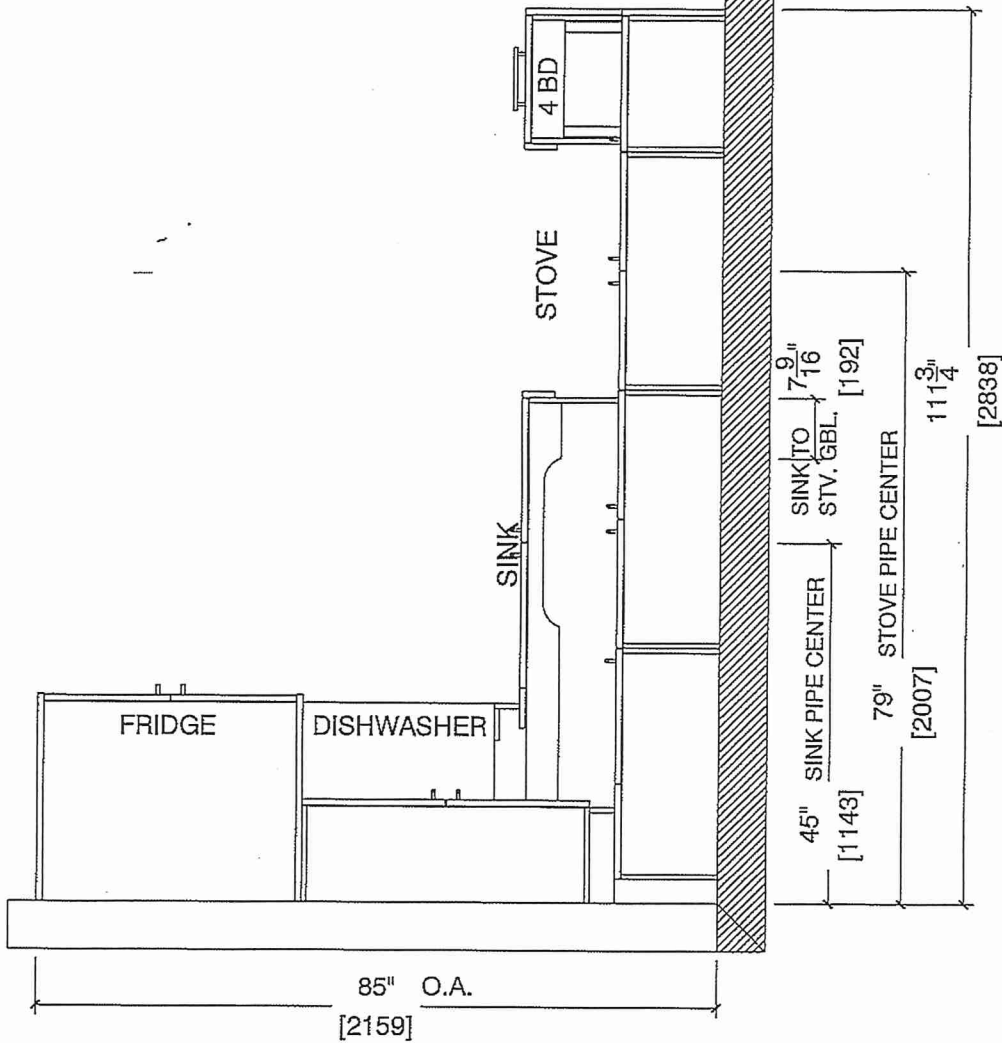 4 BD
STOVE
SINK
FRIDGE
DISHWASHER
7 9/16"
[192]
SINK TO
STV. GBL.
45" SINK PIPE CENTER
[1143]
79" STOVE PIPE CENTER
[2007]
111 3/4"
[2838]
85" O.A.
[2159]